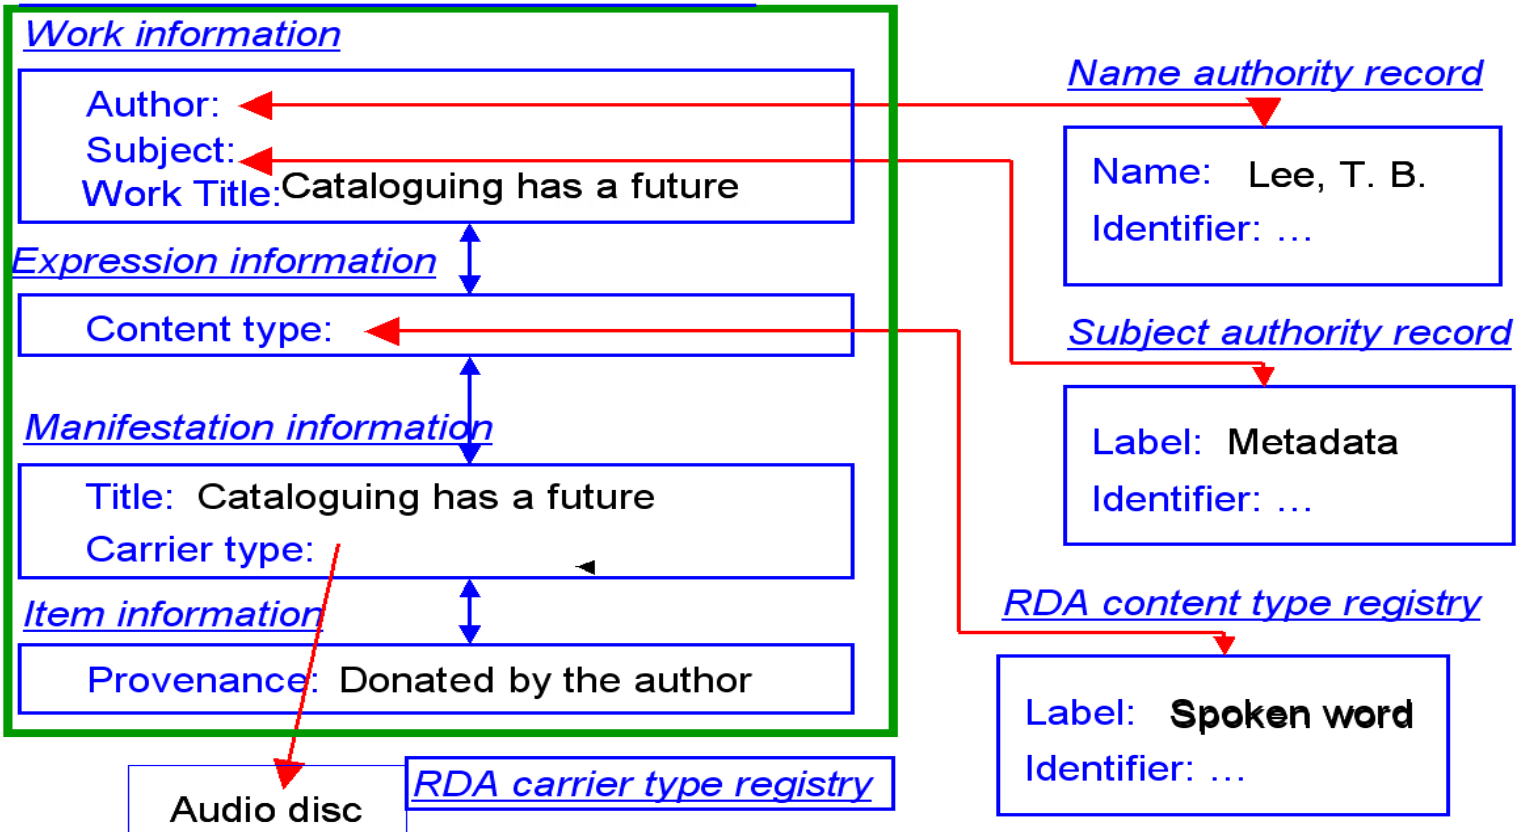 Work information
Author:
Subject:
Work Title: Cataloguing has a future
Expression information
Content type:
Manifestation information
Title: Cataloguing has a future
Carrier type:
Item information
Provenance: Donated by the author
Audio disc
RDA carrier type registry
Name authority record
Name: Lee, T. B.
Identifier: ...
Subject authority record
Label: Metadata
Identifier: ...
RDA content type registry
Label: Spoken word
Identifier: ...